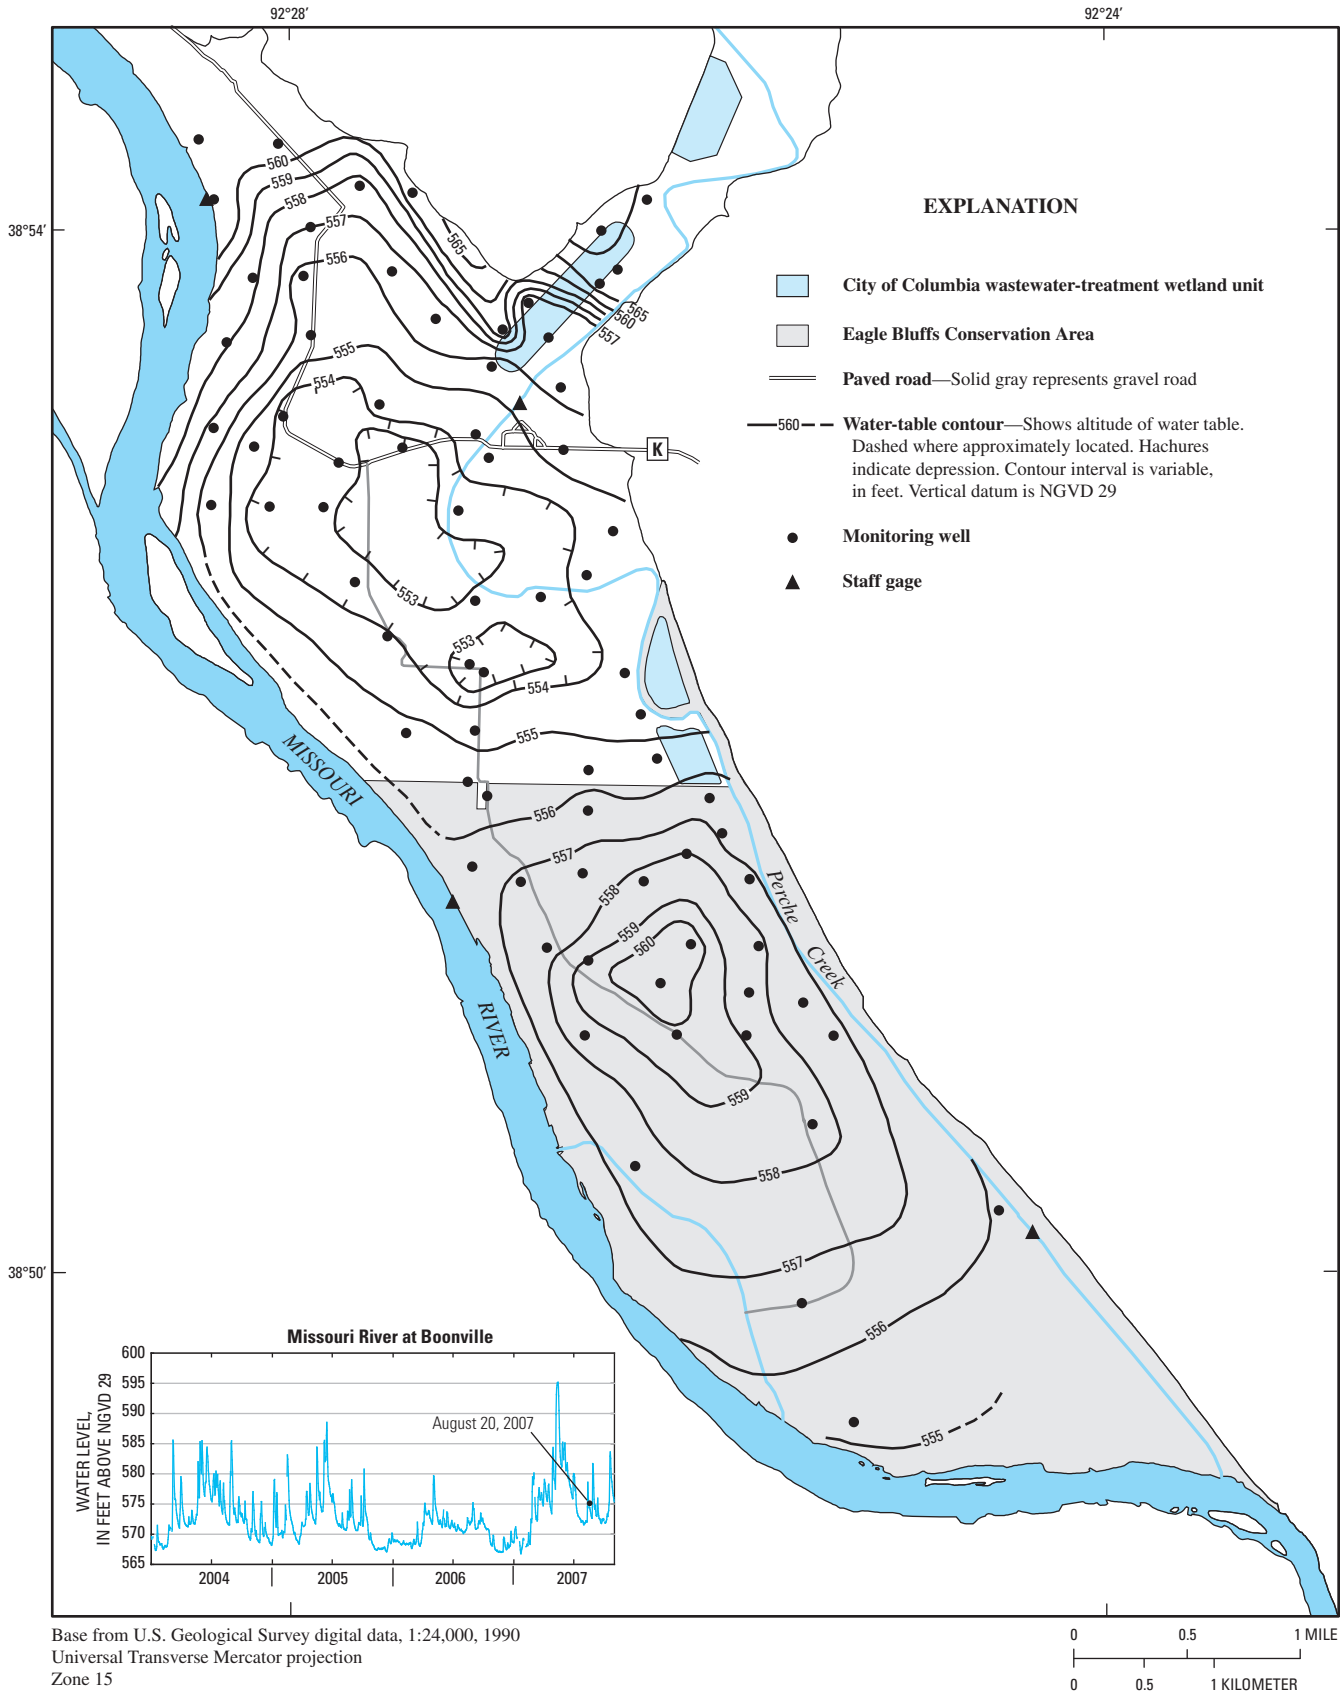 92°28′
92°24′
38°54′
38°50′
560
559
558
557
556
555
554
565
565
560
557
553
553
554
555
556
557
558
559
560
559
558
557
556
555
K
MISSOURI
RIVER
Perche
Creek
EXPLANATION
City of Columbia wastewater-treatment wetland unit
Eagle Bluffs Conservation Area
Paved road—Solid gray represents gravel road
560
Water-table contour—Shows altitude of water table.
Dashed where approximately located. Hachures
indicate depression. Contour interval is variable,
in feet. Vertical datum is NGVD 29
Monitoring well
Staff gage
Missouri River at Boonville
WATER LEVEL,
IN FEET ABOVE NGVD 29
600
595
590
585
580
575
570
565
August 20, 2007
2004
2005
2006
2007
Base from U.S. Geological Survey digital data, 1:24,000, 1990
Universal Transverse Mercator projection
Zone 15
0 0.5 1 MILE
0 0.5 1 KILOMETER